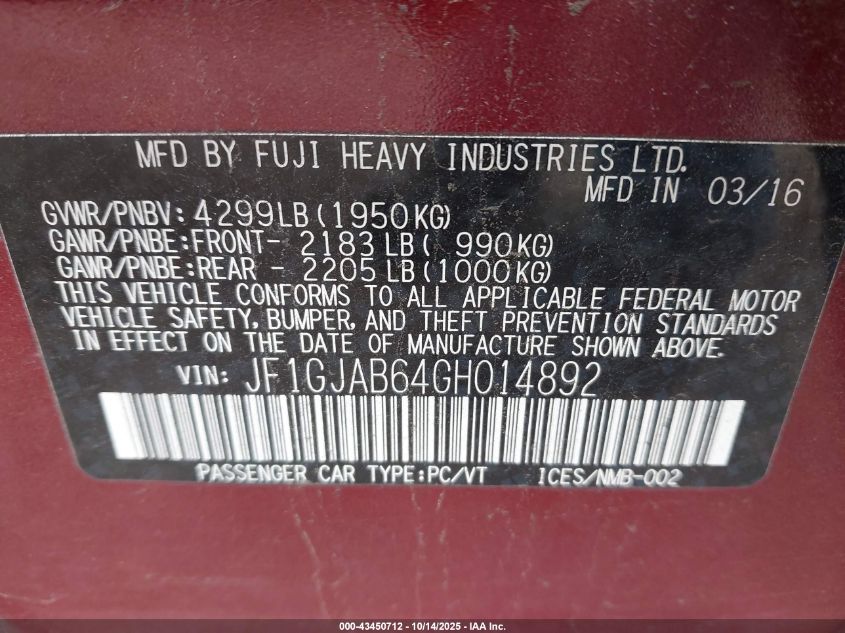 MFD BY FUJI HEAVY INDUSTRIES LTD.
MFD IN 03/16
GVWR/PNBV: 4299LB (1950KG)
GAWR/PNBE: FRONT- 2183 LB ( 990KG)
GAWR/PNBE: REAR - 2205 LB (1000KG)
THIS VEHICLE CONFORMS TO ALL APPLICABLE FEDERAL MOTOR
VEHICLE SAFETY, BUMPER, AND THEFT PREVENTION STANDARDS
IN EFFECT ON THE DATE OF MANUFACTURE SHOWN ABOVE.
VIN: JF1GJAB64GH014892
PASSENGER CAR TYPE: PC/VT ICES/NMB-002
000-43450712 - 10/14/2025 - IAA Inc.